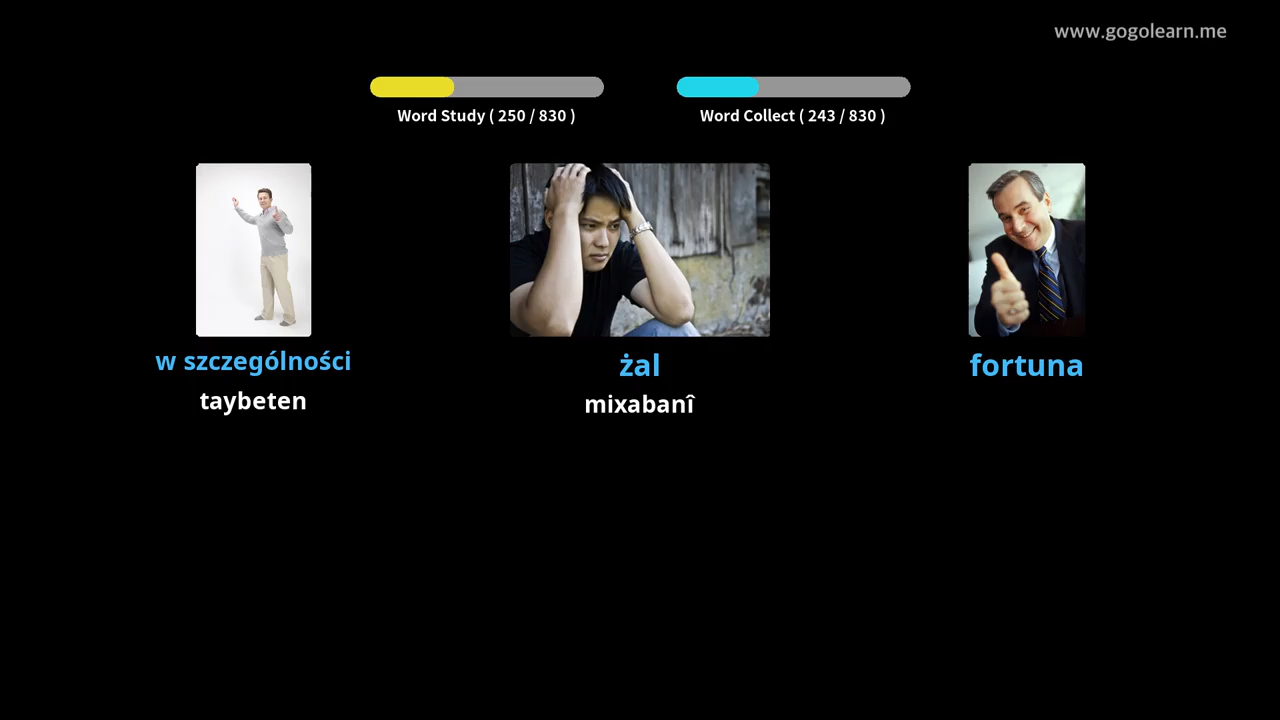 www.gogolearn.me
Word Study ( 250 / 830 )
Word Collect ( 243 / 830 )
w szczególności
taybeten
żal
mixabanî
fortuna